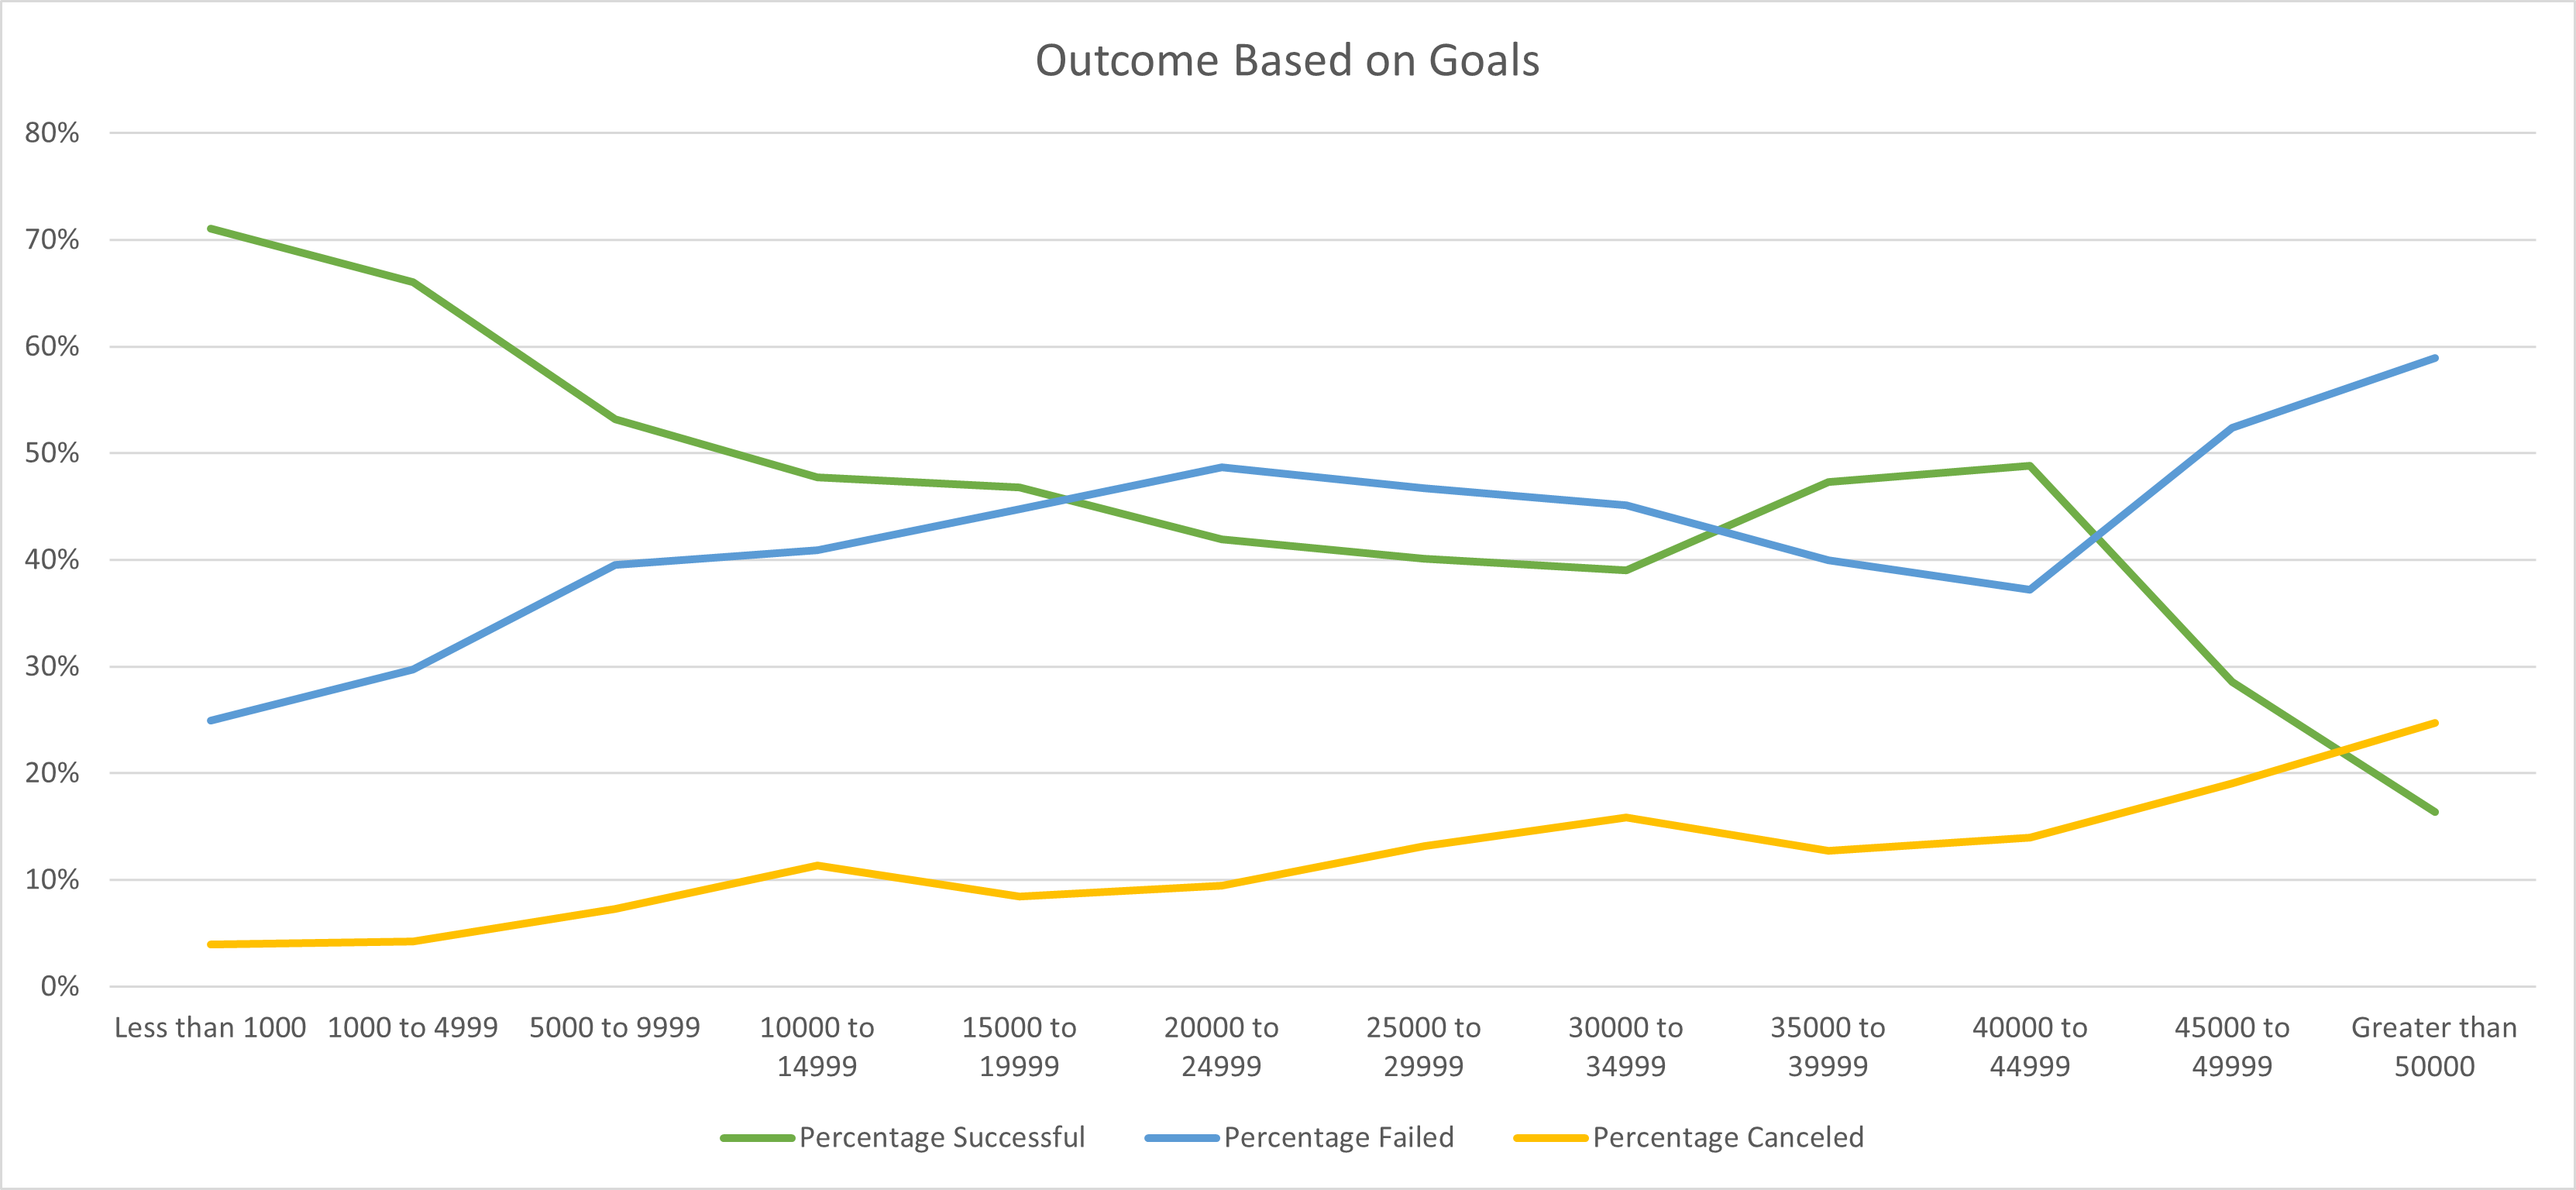 Outcome Based on Goals
80%
70%
60%
50%
40%
30%
20%
10%
0%
Less than 1000
1000 to 4999
5000 to 9999
10000 to
14999
15000 to
19999
20000 to
24999
25000 to
29999
30000 to
34999
35000 to
39999
40000 to
44999
45000 to
49999
Greater than
50000
Percentage Successful
Percentage Failed
Percentage Canceled